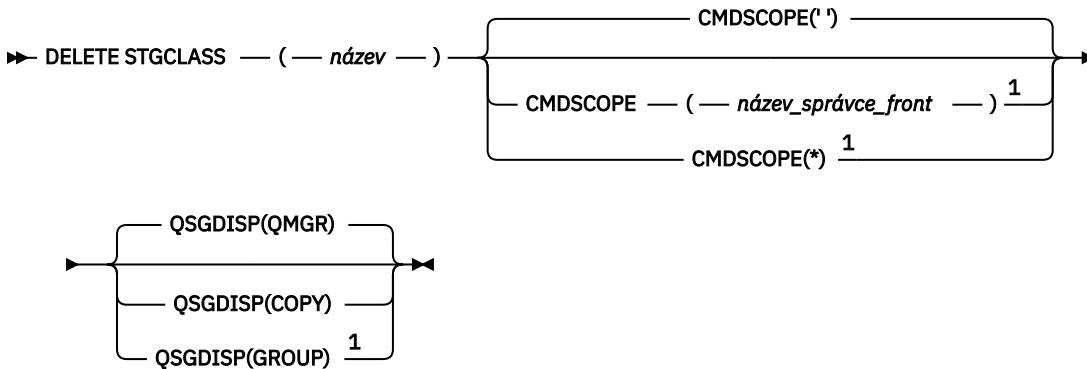 CMDSCOPE(' ')
DELETE STGCLASS ( název )
CMDSCOPE ( název_správce_front ) 1
CMDSCOPE(*) 1
QSGDISP(QMGR)
QSGDISP(COPY)
QSGDISP(GROUP) 1